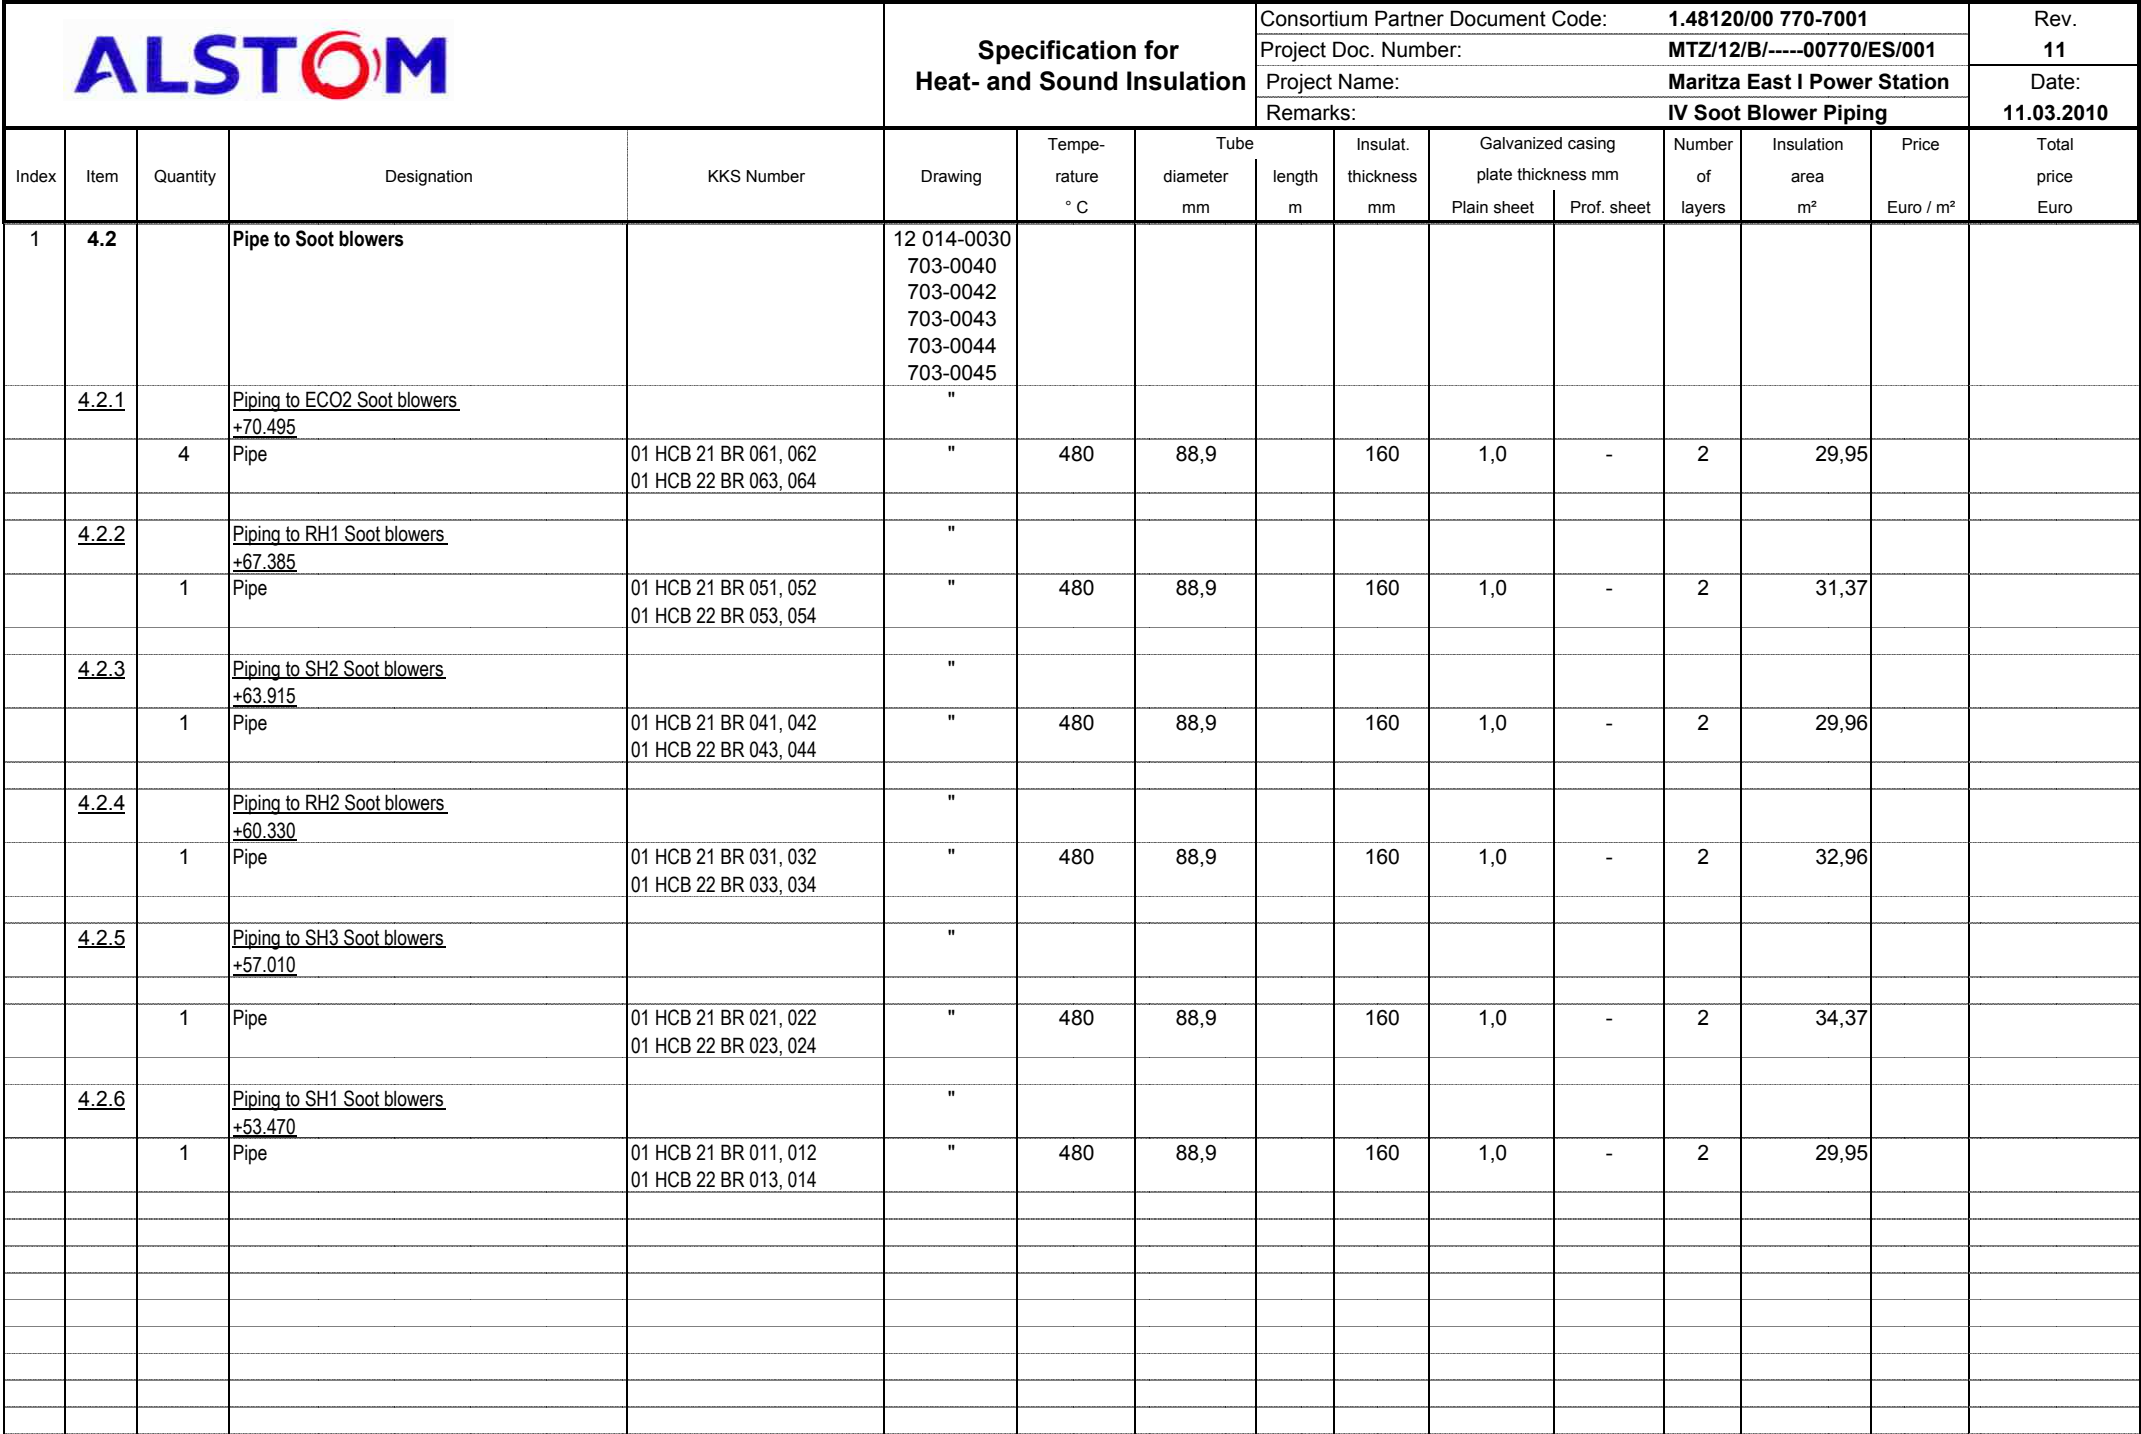 ALSTOM
Specification for
Heat- and Sound Insulation
Consortium Partner Document Code: 1.48120/00 770-7001
Project Doc. Number: MTZ/12/B/-----00770/ES/001
Project Name: Maritza East I Power Station
Remarks: IV Soot Blower Piping
Rev.
11
Date:
11.03.2010
Index Item Quantity Designation KKS Number Drawing Tempe- Tube Insulat. Galvanized casing Number Insulation Price Total
rature diameter length thickness plate thickness mm of area price
° C mm m mm Plain sheet Prof. sheet layers m² Euro / m² Euro
1 4.2 Pipe to Soot blowers 12 014-0030
703-0040
703-0042
703-0043
703-0044
703-0045
4.2.1 Piping to ECO2 Soot blowers "
+70.495
4 Pipe 01 HCB 21 BR 061, 062 " 480 88,9 160 1,0 - 2 29,95
01 HCB 22 BR 063, 064
4.2.2 Piping to RH1 Soot blowers "
+67.385
1 Pipe 01 HCB 21 BR 051, 052 " 480 88,9 160 1,0 - 2 31,37
01 HCB 22 BR 053, 054
4.2.3 Piping to SH2 Soot blowers "
+63.915
1 Pipe 01 HCB 21 BR 041, 042 " 480 88,9 160 1,0 - 2 29,96
01 HCB 22 BR 043, 044
4.2.4 Piping to RH2 Soot blowers "
+60.330
1 Pipe 01 HCB 21 BR 031, 032 " 480 88,9 160 1,0 - 2 32,96
01 HCB 22 BR 033, 034
4.2.5 Piping to SH3 Soot blowers "
+57.010
1 Pipe 01 HCB 21 BR 021, 022 " 480 88,9 160 1,0 - 2 34,37
01 HCB 22 BR 023, 024
4.2.6 Piping to SH1 Soot blowers "
+53.470
1 Pipe 01 HCB 21 BR 011, 012 " 480 88,9 160 1,0 - 2 29,95
01 HCB 22 BR 013, 014